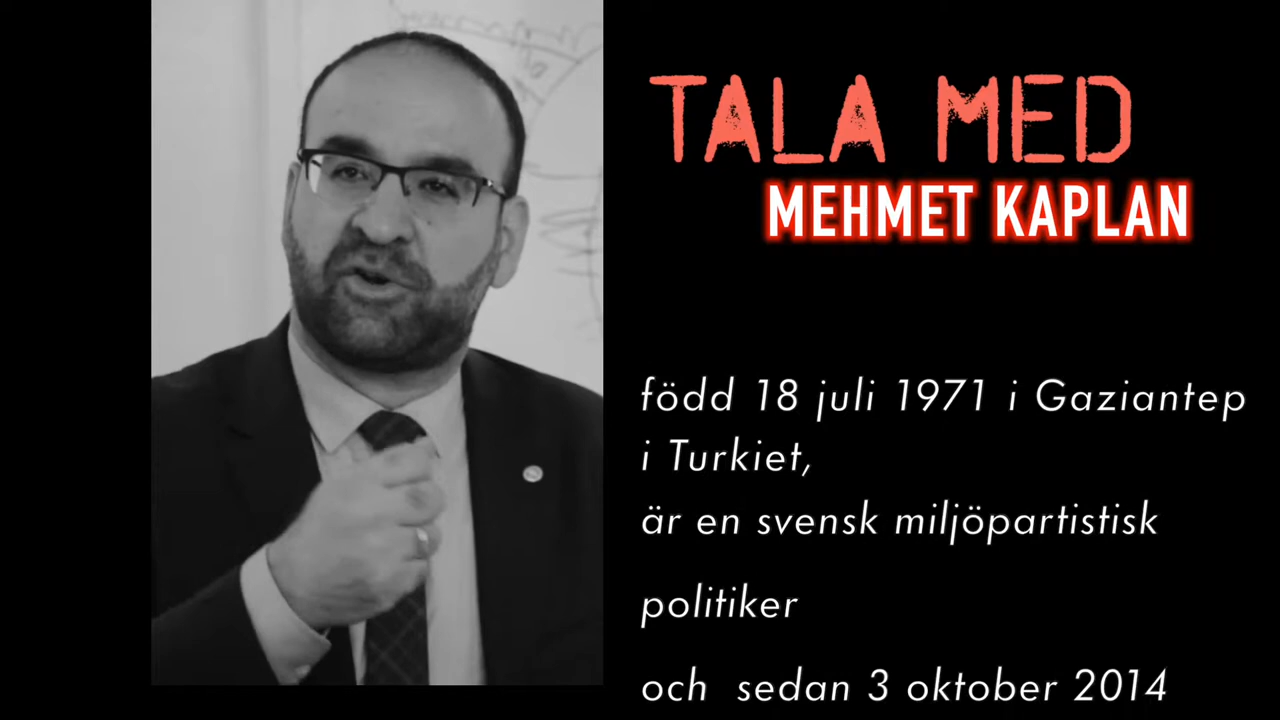 TALA MED
MEHMET KAPLAN
född 18 juli 1971 i Gaziantep
i Turkiet,
är en svensk miljöpartistisk
politiker
och sedan 3 oktober 2014